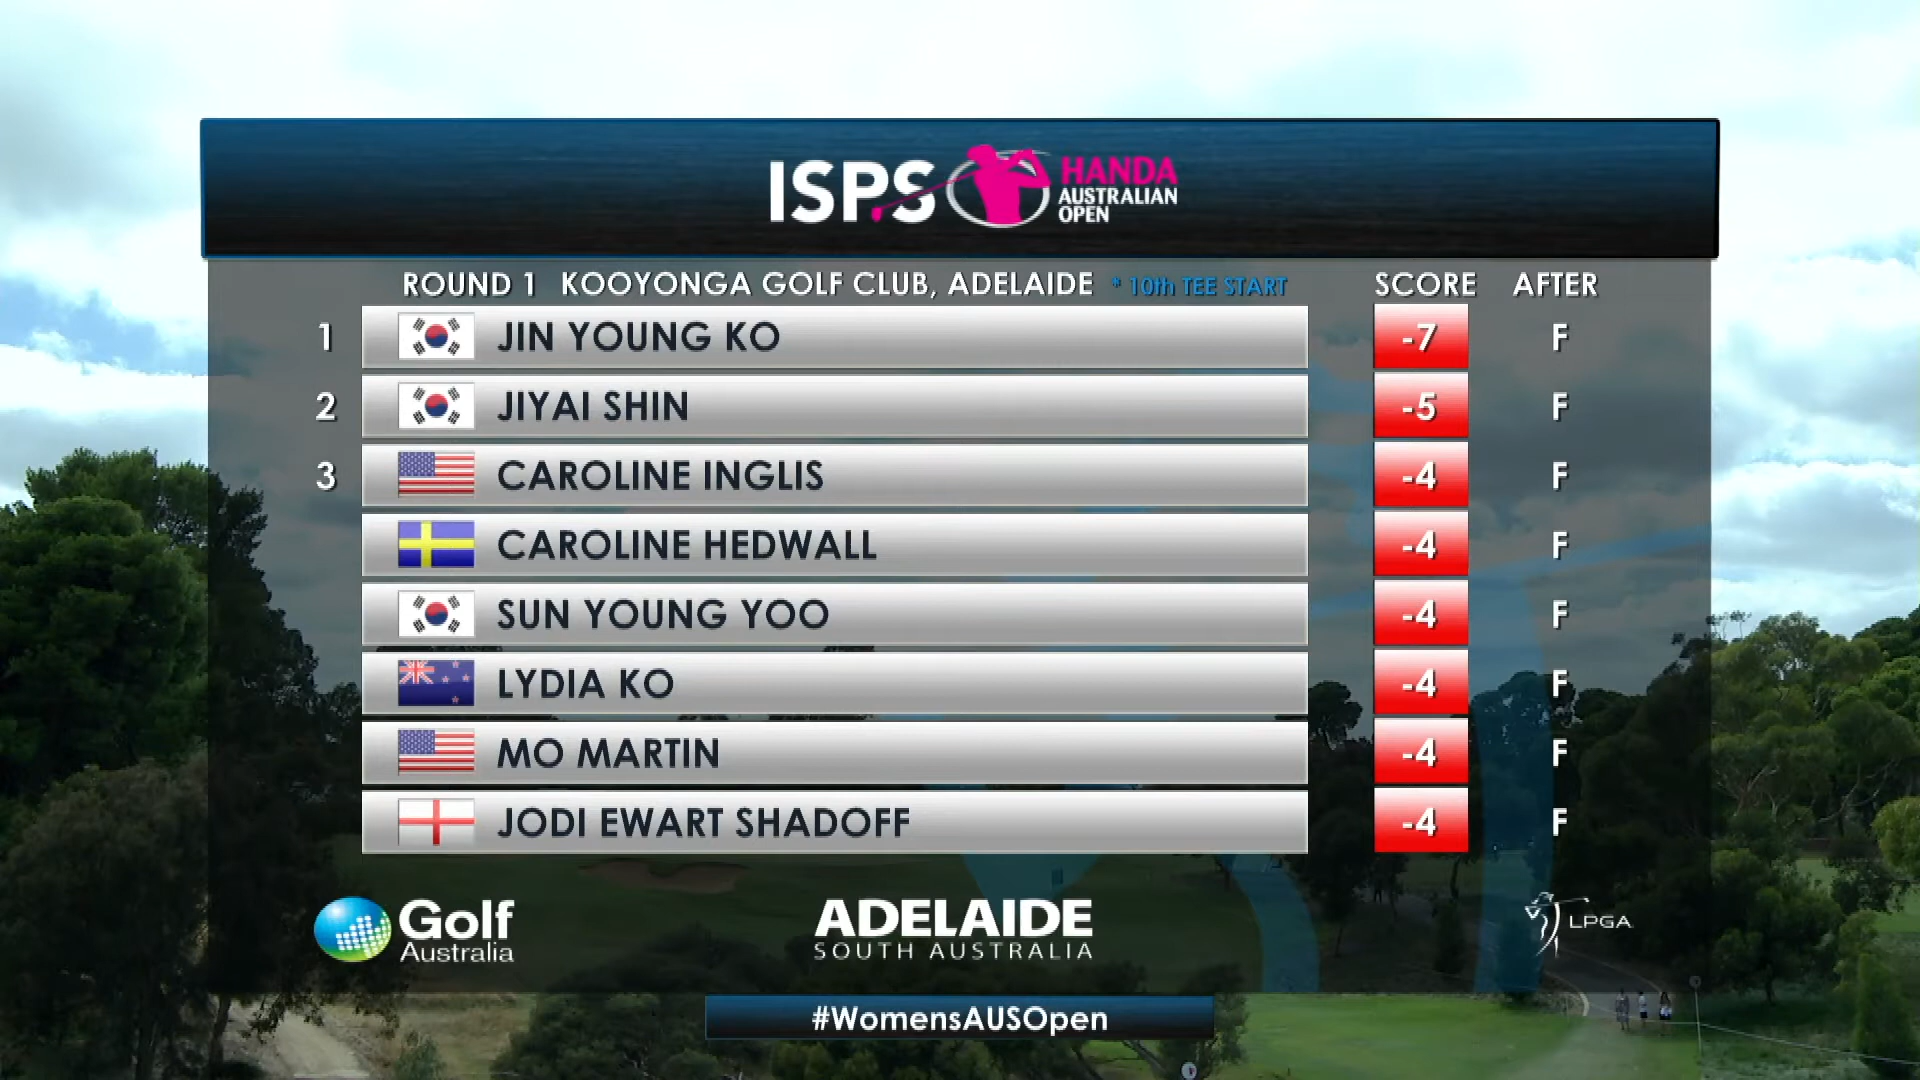 ISPS HANDA AUSTRALIAN OPEN
ROUND 1 KOOYONGA GOLF CLUB, ADELAIDE * 10th TEE START SCORE AFTER
1 JIN YOUNG KO -7 F
2 JIYAI SHIN -5 F
3 CAROLINE INGLIS -4 F
CAROLINE HEDWALL -4 F
SUN YOUNG YOO -4 F
LYDIA KO -4 F
MO MARTIN -4 F
JODI EWART SHADOFF -4 F
Golf Australia
ADELAIDE
SOUTH AUSTRALIA
LPGA
#WomensAUSOpen